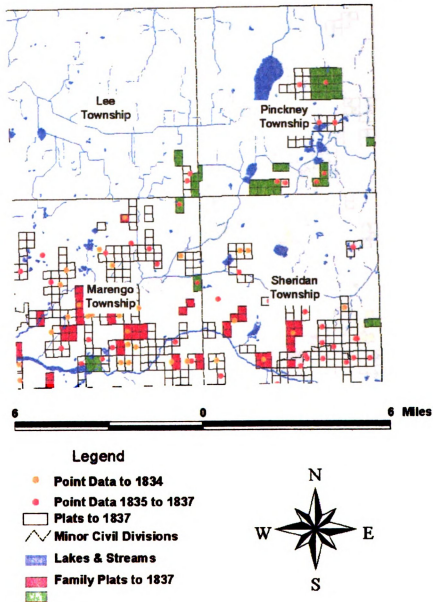 Lee
Township
Pinckney
Township
Marengo
Township
Sheridan
Township
6 0 6 Miles
Legend
Point Data to 1834
Point Data 1835 to 1837
Plats to 1837
Minor Civil Divisions
Lakes & Streams
Family Plats to 1837
N
W E
S